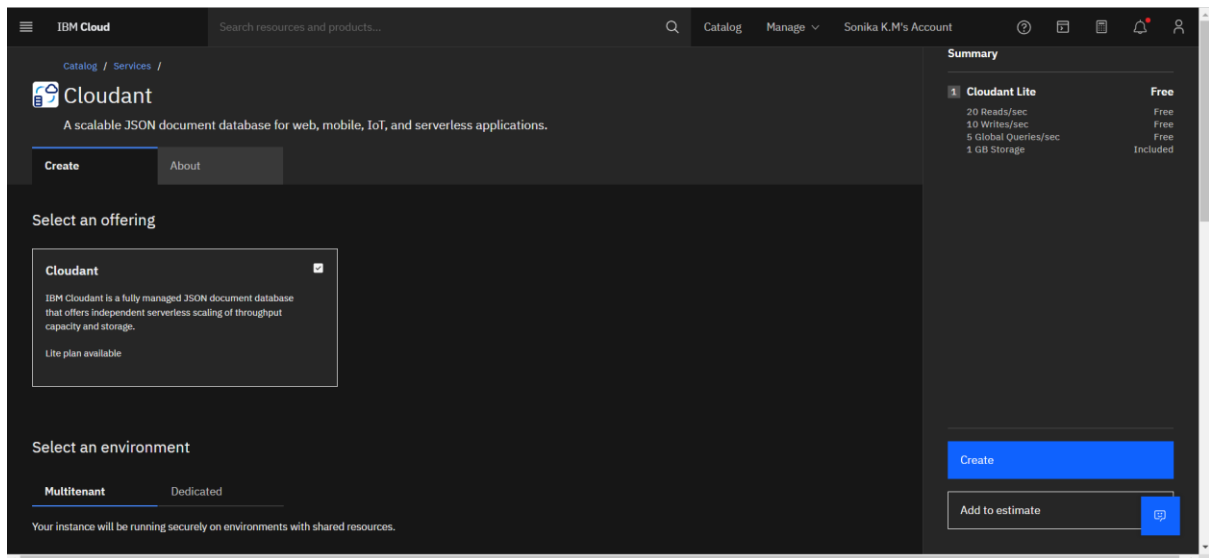 IBM Cloud
Search resources and products...
Catalog
Manage
Sonika K.M's Account
Catalog / Services /
Cloudant
A scalable JSON document database for web, mobile, IoT, and serverless applications.
Create
About
Select an offering
Cloudant
IBM Cloudant is a fully managed JSON document database
that offers independent serverless scaling of throughput
capacity and storage.
Lite plan available
Select an environment
Multitenant
Dedicated
Your instance will be running securely on environments with shared resources.
Summary
1 Cloudant Lite Free
20 Reads/sec Free
10 Writes/sec Free
5 Global Queries/sec Free
1 GB Storage Included
Create
Add to estimate